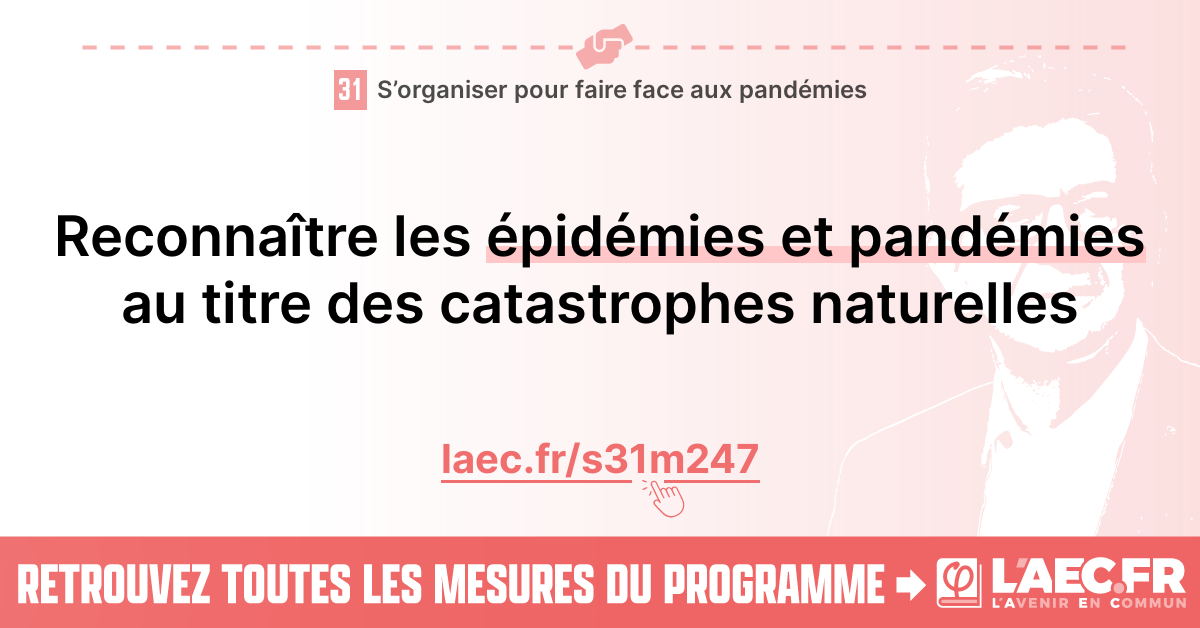 31 S’organiser pour faire face aux pandémies
Reconnaître les épidémies et pandémies
au titre des catastrophes naturelles
laec.fr/s31m247
RETROUVEZ TOUTES LES MESURES DU PROGRAMME
φ L'AEC.FR
L'AVENIR EN COMMUN